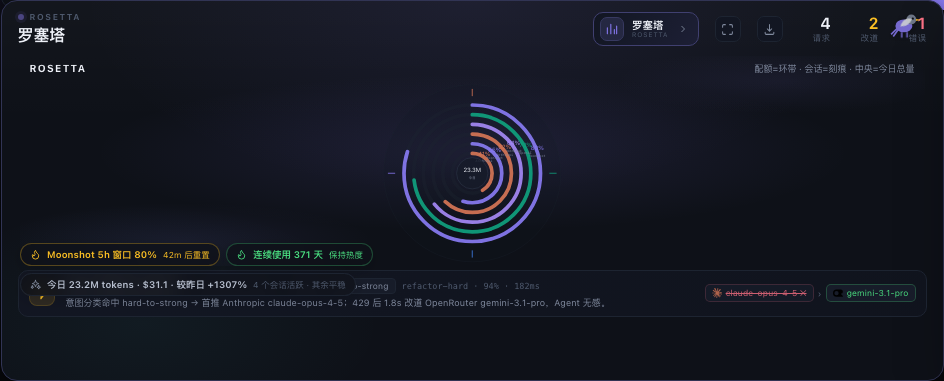 ROSETTA
罗塞塔
罗塞塔
ROSETTA
4
请求
2
改道
1
错误
ROSETTA
配额=环带 · 会话=刻痕 · 中央=今日总量
23.3M
Moonshot 5h 窗口 80% 42m 后重置
连续使用 371 天 保持热度
今日 23.2M tokens · $31.1 · 较昨日 +1307% 4 个会话活跃 · 其余平稳
o-strong refactor-hard · 94% · 182ms
意图分类命中 hard-to-strong → 首推 Anthropic claude-opus-4-5; 429 后 1.8s 改道 OpenRouter gemini-3.1-pro。Agent 无感。
claude-opus-4-5 ✕ › gemini-3.1-pro